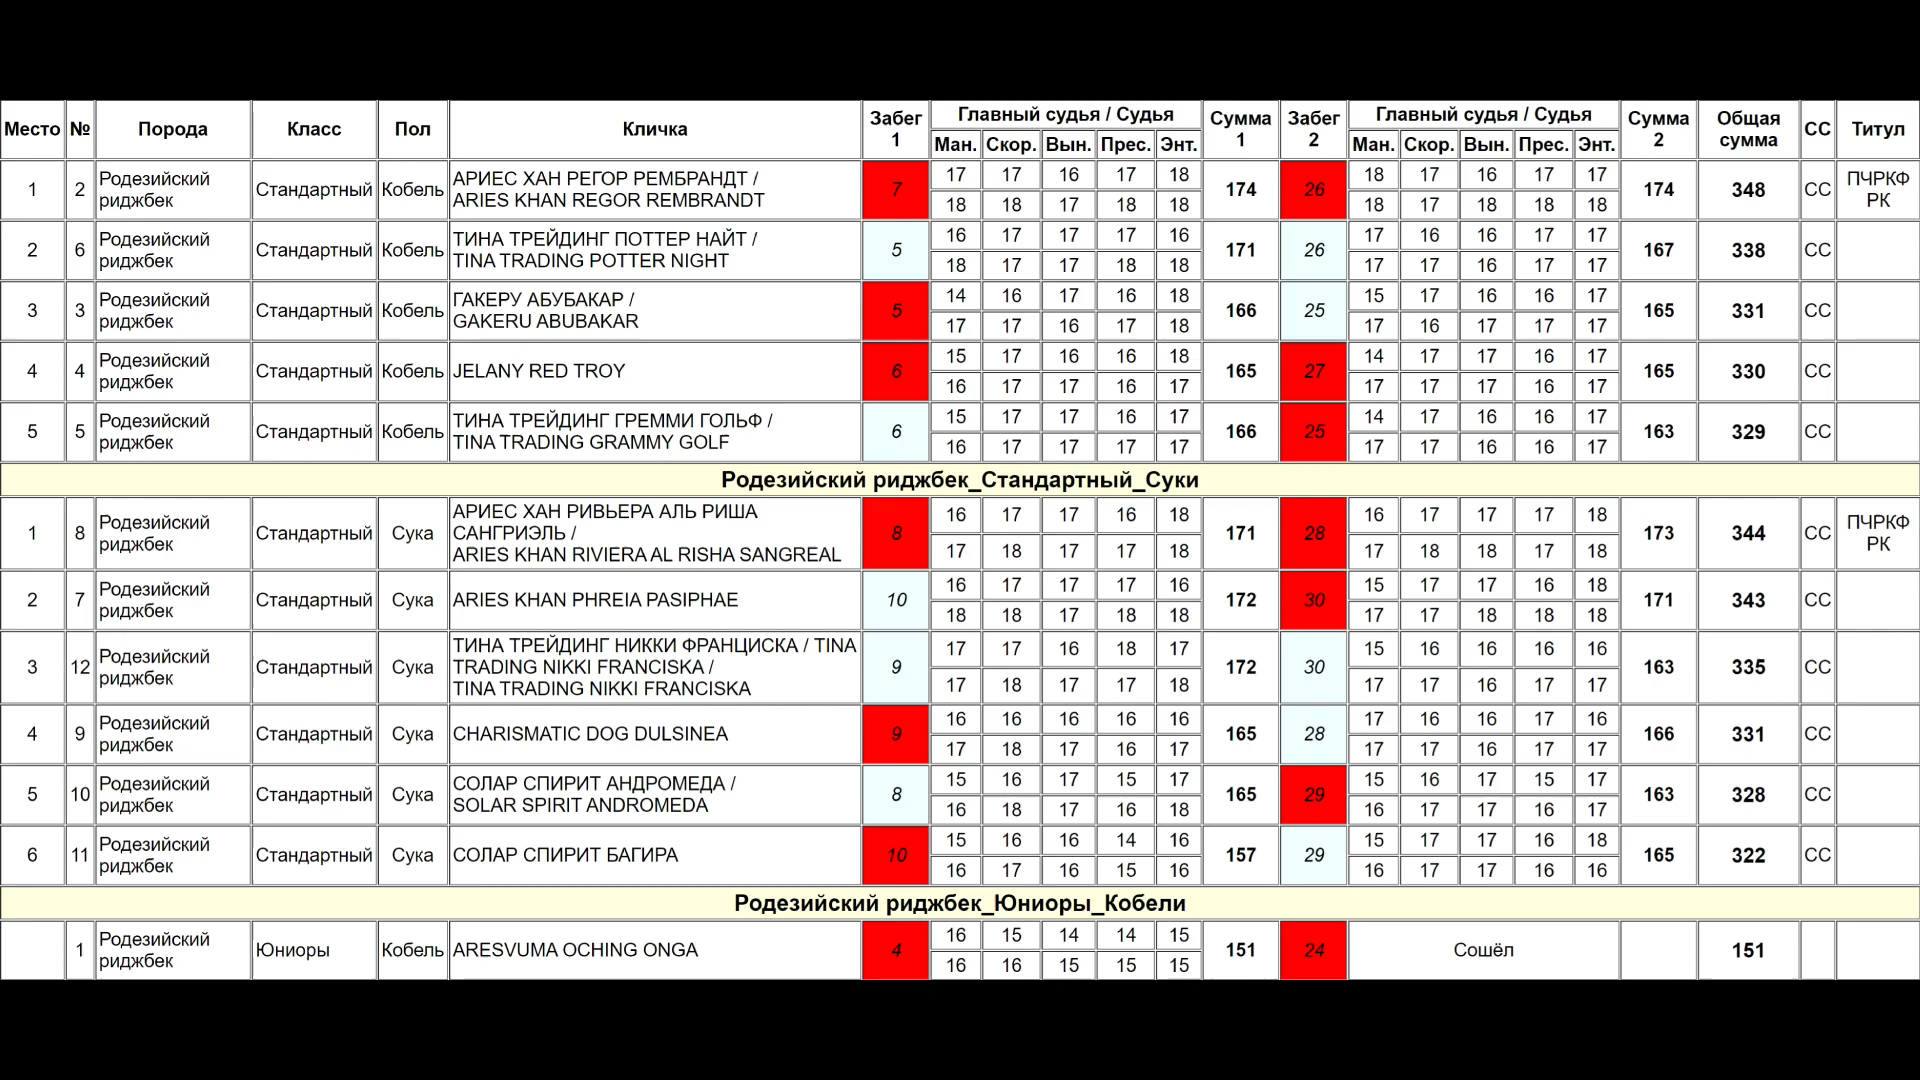 Место № Порода Класс Пол Кличка Забег 1 Главный судья / Судья Сумма 1 Забег 2 Главный судья / Судья Сумма 2 Общая сумма СС Титул
Ман. Скор. Вын. Прес. Энт. Ман. Скор. Вын. Прес. Энт.
1 2 Родезийский риджбек Стандартный Кобель АРИЕС ХАН РЕГОР РЕМБРАНДТ / ARIES KHAN REGOR REMBRANDT 7 17 17 16 17 18 174 26 18 17 16 17 17 174 348 СС ПЧРКФ РК
18 18 17 18 18 18 17 18 18 18
2 6 Родезийский риджбек Стандартный Кобель ТИНА ТРЕЙДИНГ ПОТТЕР НАЙТ / TINA TRADING POTTER NIGHT 5 16 17 17 17 16 171 26 17 16 16 17 17 167 338 СС
18 17 17 18 18 17 17 16 17 17
3 3 Родезийский риджбек Стандартный Кобель ГАКЕРУ АБУБАКАР / GAKERU ABUBAKAR 5 14 16 17 16 18 166 25 15 17 16 16 17 165 331 СС
17 17 16 17 18 17 16 17 17 17
4 4 Родезийский риджбек Стандартный Кобель JELANY RED TROY 6 15 17 16 16 18 165 27 14 17 17 16 17 165 330 СС
16 17 17 16 17 17 17 17 16 17
5 5 Родезийский риджбек Стандартный Кобель ТИНА ТРЕЙДИНГ ГРЕММИ ГОЛЬФ / TINA TRADING GRAMMY GOLF 6 15 17 17 16 17 166 25 14 17 16 16 17 163 329 СС
16 17 17 17 17 17 17 16 16 17
Родезийский риджбек_Стандартный_Суки
1 8 Родезийский риджбек Стандартный Сука АРИЕС ХАН РИВЬЕРА АЛЬ РИША САНГРИЭЛЬ / ARIES KHAN RIVIERA AL RISHA SANGREAL 8 16 17 17 16 18 171 28 16 17 17 17 18 173 344 СС ПЧРКФ РК
17 18 17 17 18 17 18 18 17 18
2 7 Родезийский риджбек Стандартный Сука ARIES KHAN PHREIA PASIPHAE 10 16 17 17 17 16 172 30 15 17 17 16 18 171 343 СС
18 18 17 18 18 17 17 18 18 18
3 12 Родезийский риджбек Стандартный Сука ТИНА ТРЕЙДИНГ НИККИ ФРАНЦИСКА / TINA TRADING NIKKI FRANCISKA / TINA TRADING NIKKI FRANCISKA 9 17 17 16 18 17 172 30 15 16 16 16 16 163 335 СС
17 18 17 17 18 17 17 16 17 17
4 9 Родезийский риджбек Стандартный Сука CHARISMATIC DOG DULSINEA 9 16 16 16 16 16 165 28 17 16 16 17 16 166 331 СС
17 18 17 16 17 17 17 16 17 17
5 10 Родезийский риджбек Стандартный Сука СОЛАР СПИРИТ АНДРОМЕДА / SOLAR SPIRIT ANDROMEDA 8 15 16 17 15 17 165 29 15 16 17 15 17 163 328 СС
16 18 17 16 18 16 17 17 16 17
6 11 Родезийский риджбек Стандартный Сука СОЛАР СПИРИТ БАГИРА 10 15 16 16 14 16 157 29 15 17 17 16 18 165 322 СС
16 17 16 15 16 16 17 17 16 16
Родезийский риджбек_Юниоры_Кобели
1 Родезийский риджбек Юниоры Кобель ARESVUMA OCHING ONGA 4 16 15 14 14 15 151 24 Сошёл 151
16 16 15 15 15